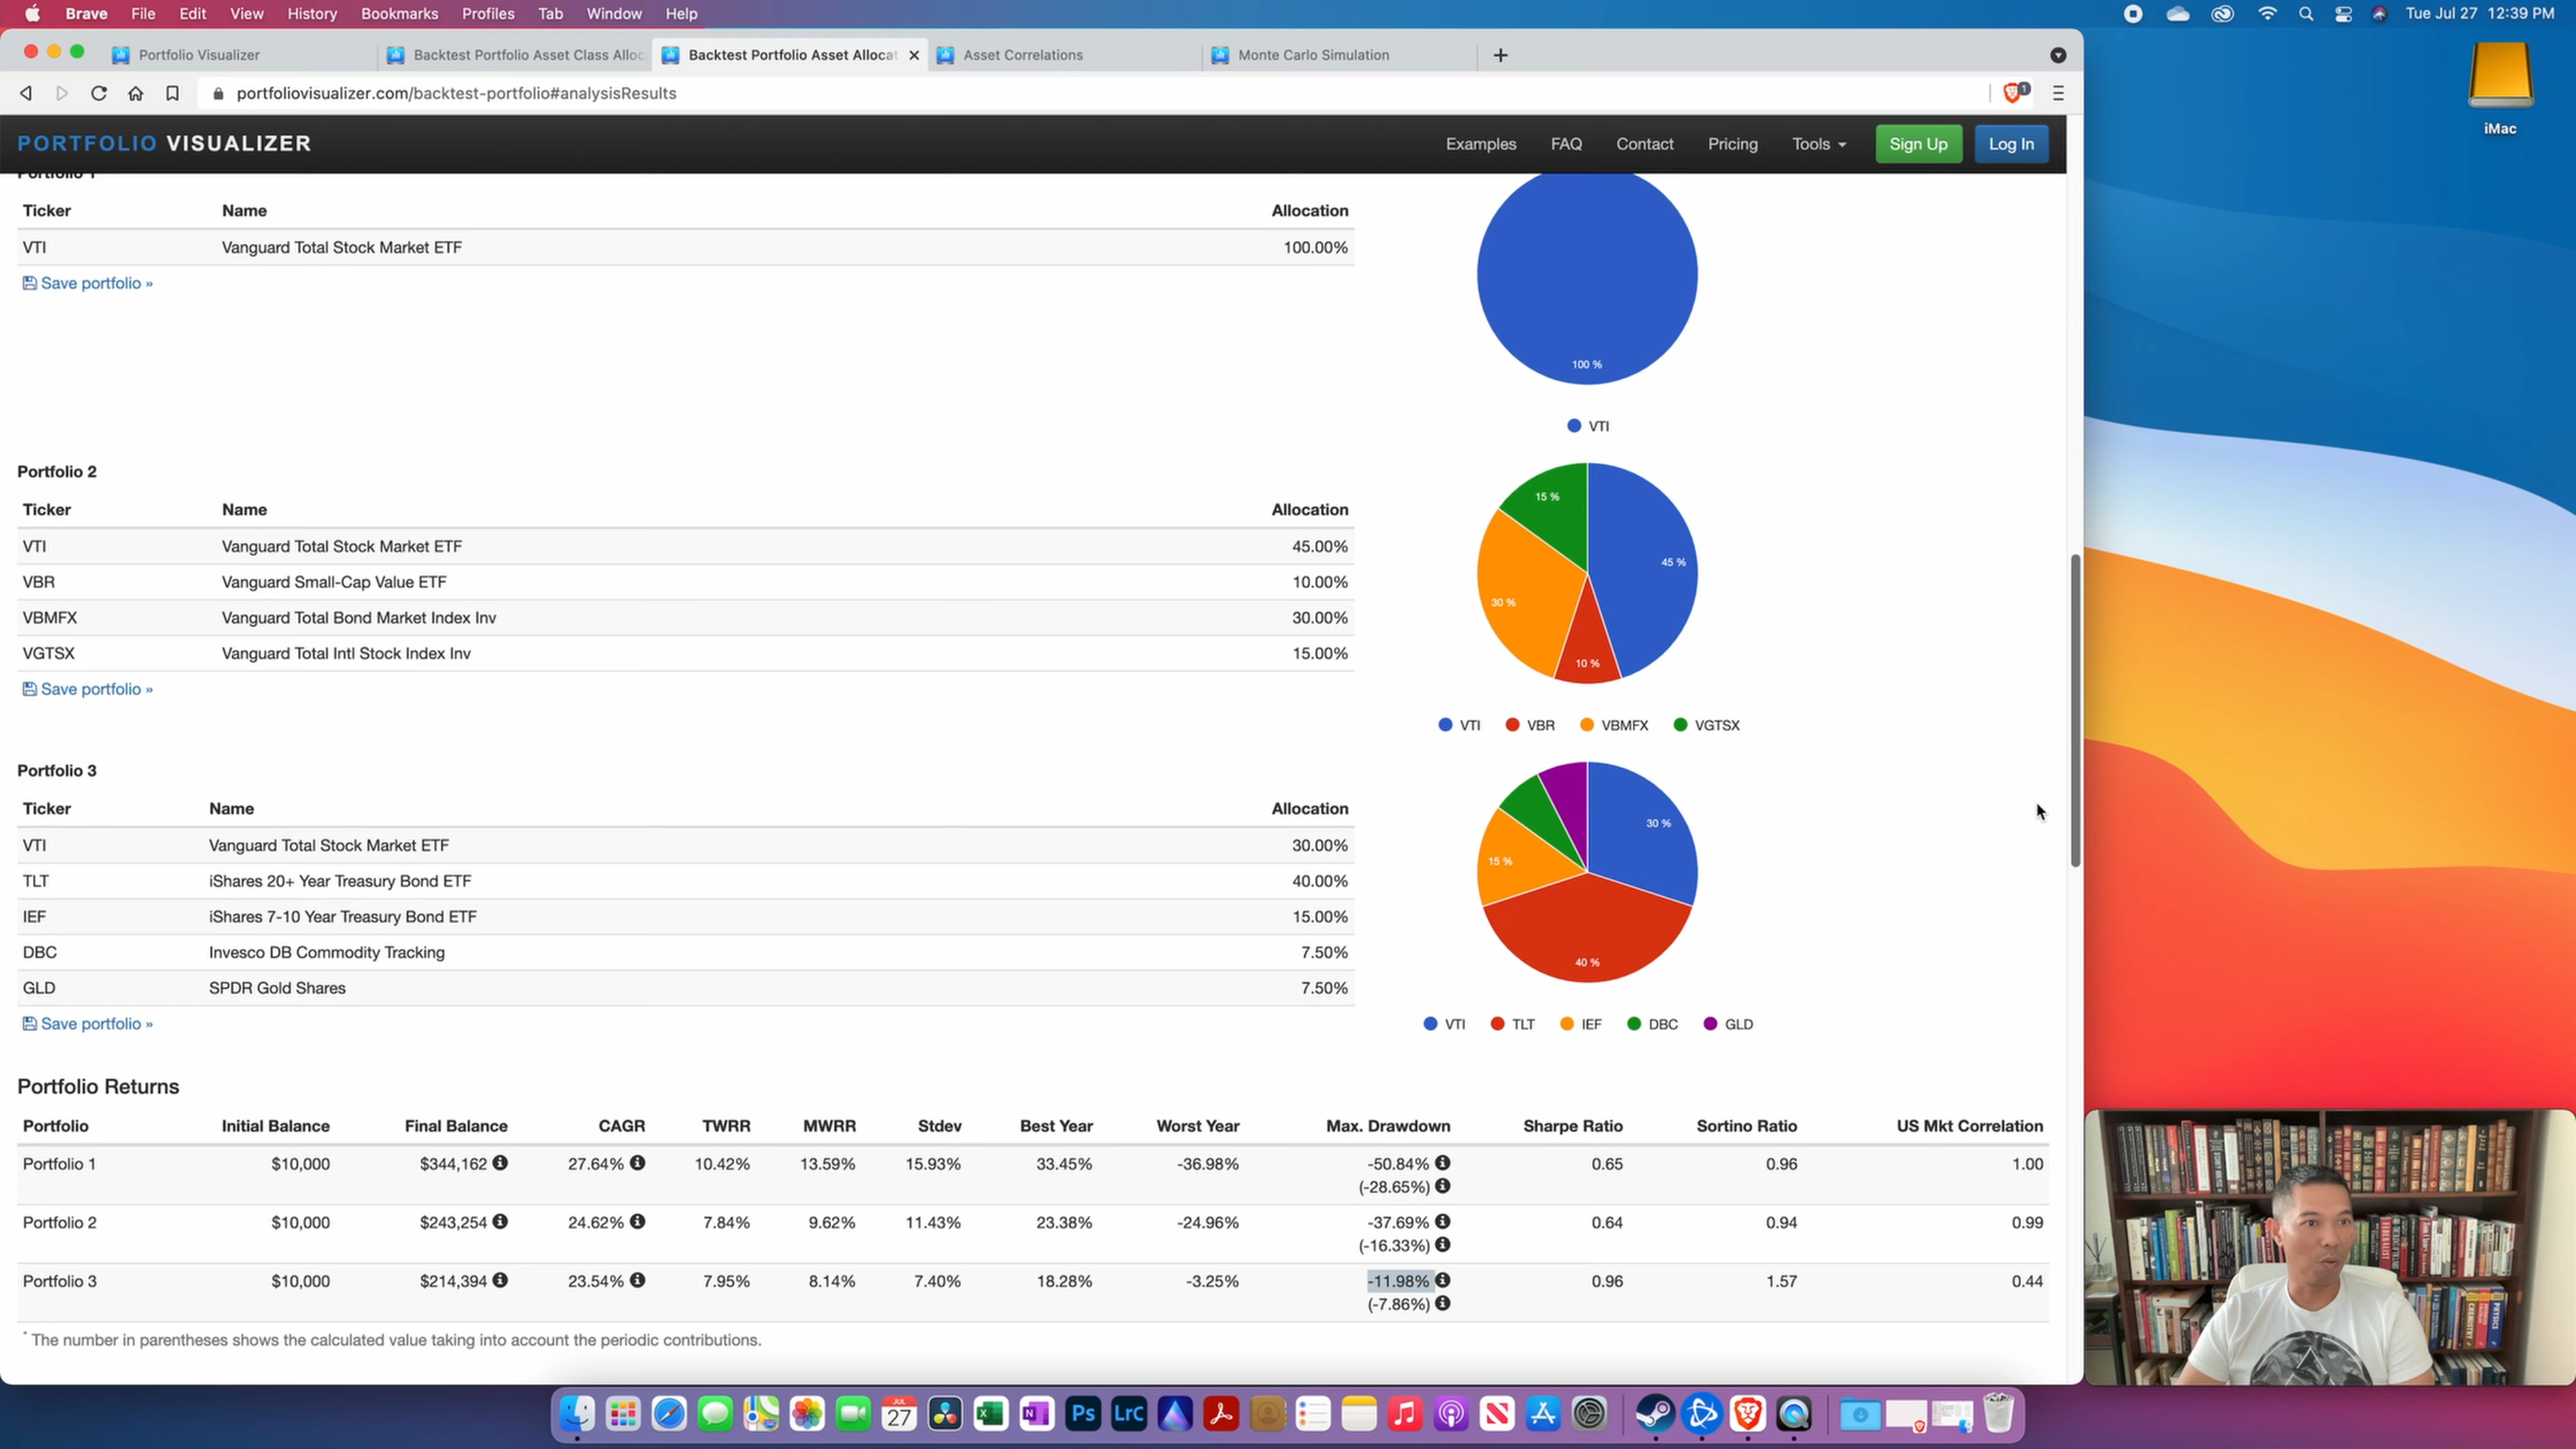 Brave File Edit View History Bookmarks Profiles Tab Window Help Tue Jul 27 12:39 PM
Portfolio Visualizer Backtest Portfolio Asset Class Alloc Backtest Portfolio Asset Allocat Asset Correlations Monte Carlo Simulation
portfoliovisualizer.com/backtest-portfolio#analysisResults 1
iMac
PORTFOLIO VISUALIZER Examples FAQ Contact Pricing Tools Sign Up Log In
Portfolio 1
Ticker Name Allocation
VTI Vanguard Total Stock Market ETF 100.00%
Save portfolio »
100 %
VTI
Portfolio 2
Ticker Name Allocation
VTI Vanguard Total Stock Market ETF 45.00%
VBR Vanguard Small-Cap Value ETF 10.00%
VBMFX Vanguard Total Bond Market Index Inv 30.00%
VGTSX Vanguard Total Intl Stock Index Inv 15.00%
Save portfolio »
15 %
45 %
30 %
10 %
VTI VBR VBMFX VGTSX
Portfolio 3
Ticker Name Allocation
VTI Vanguard Total Stock Market ETF 30.00%
TLT iShares 20+ Year Treasury Bond ETF 40.00%
IEF iShares 7-10 Year Treasury Bond ETF 15.00%
DBC Invesco DB Commodity Tracking 7.50%
GLD SPDR Gold Shares 7.50%
Save portfolio »
30 %
15 %
40 %
VTI TLT IEF DBC GLD
Portfolio Returns
Portfolio Initial Balance Final Balance CAGR TWRR MWRR Stdev Best Year Worst Year Max. Drawdown Sharpe Ratio Sortino Ratio US Mkt Correlation
Portfolio 1 $10,000 $344,162 27.64% 10.42% 13.59% 15.93% 33.45% -36.98% -50.84% 0.65 0.96 1.00
(-28.65%)
Portfolio 2 $10,000 $243,254 24.62% 7.84% 9.62% 11.43% 23.38% -24.96% -37.69% 0.64 0.94 0.99
(-16.33%)
Portfolio 3 $10,000 $214,394 23.54% 7.95% 8.14% 7.40% 18.28% -3.25% -11.98% 0.96 1.57 0.44
(-7.86%)
* The number in parentheses shows the calculated value taking into account the periodic contributions.
JUL
27
Ps LrC